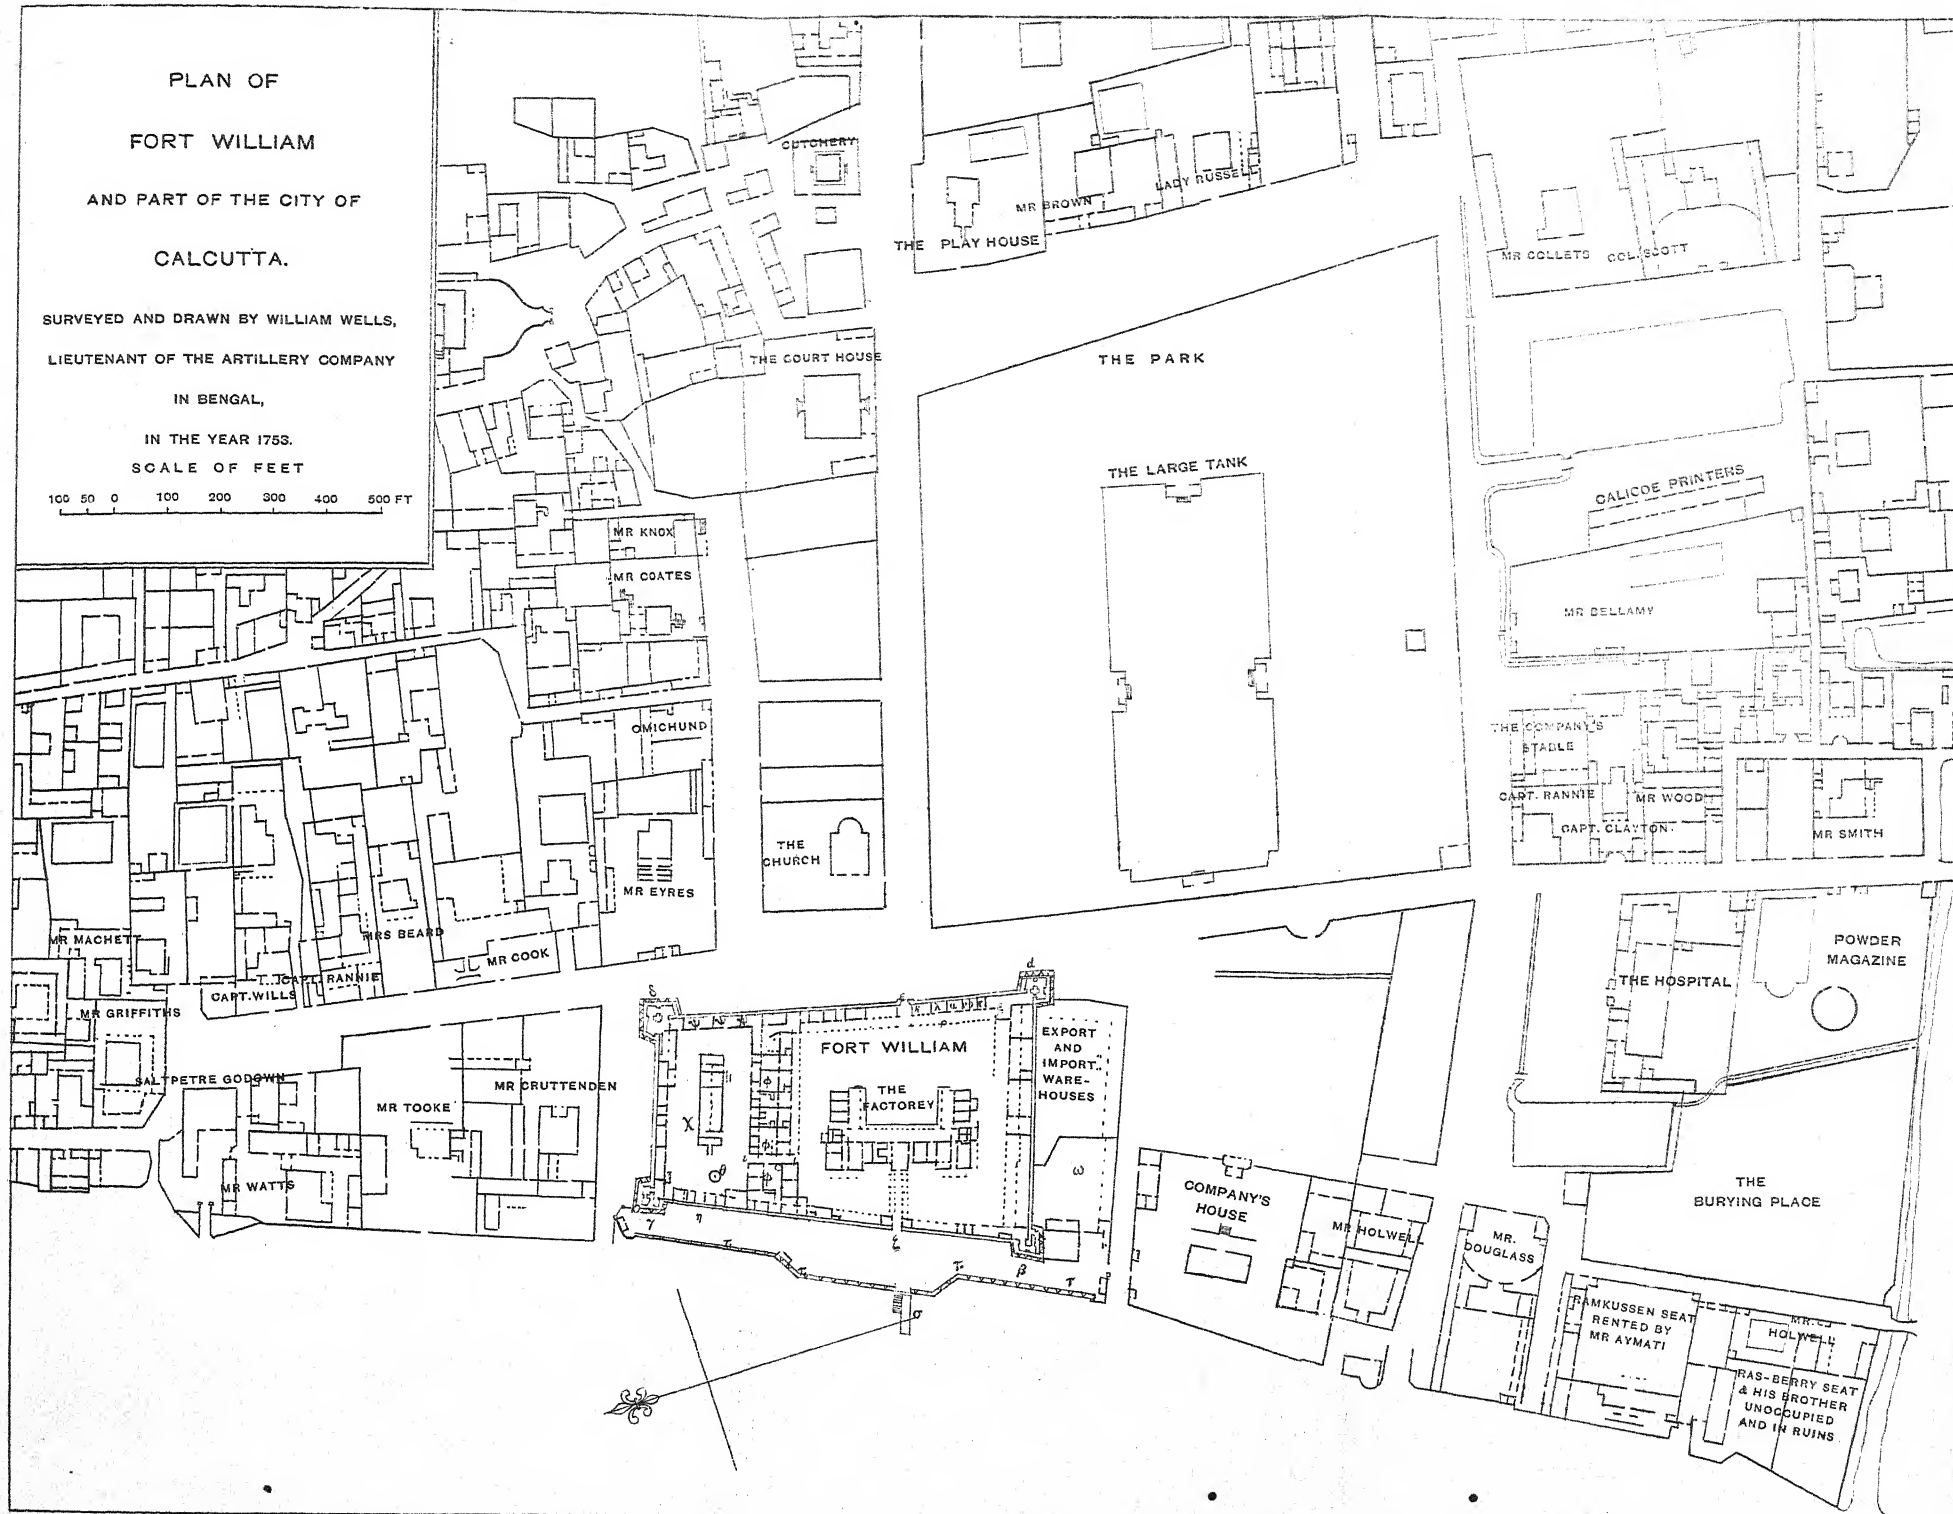 PLAN OF
FORT WILLIAM
AND PART OF THE CITY OF
CALCUTTA.
SURVEYED AND DRAWN BY WILLIAM WELLS,
LIEUTENANT OF THE ARTILLERY COMPANY
IN BENGAL,
IN THE YEAR 1753.
SCALE OF FEET
100 50 0 100 200 300 400 500 FT
CUTCHERY
THE PLAY HOUSE
MR BROWN
LADY RUSSELL
MR COLLETS
COL. SCOTT
THE COURT HOUSE
THE PARK
THE LARGE TANK
CALICOE PRINTERS
MR KNOX
MR COATES
MR BELLAMY
OMICHUND
THE COMPANY'S
STABLE
CAPT. RANNIE
MR WOOD
CAPT. CLAYTON
MR SMITH
THE
CHURCH
MR EYRES
MR MACHETT
MRS BEARD
MR COOK
CAPT. RANNIE
CAPT. WILLS
MR GRIFFITHS
POWDER
MAGAZINE
THE HOSPITAL
δ
d
ε
ρ
FORT WILLIAM
EXPORT
AND
IMPORT
WARE-
HOUSES
THE
FACTOREY
SALTPETRE GODOWN
MR TOOKE
MR CRUTTENDEN
χ
φ
φ
φ
θ
ω
MR WATTS
COMPANY'S
HOUSE
MR HOLWELL
MR.
DOUGLASS
THE
BURYING PLACE
γ
η
ξ
β
τ
τ
τ
τ
σ
RAMKUSSEN SEAT
RENTED BY
MR AYMATI
MR.
HOLWELL
RAS-BERRY SEAT
& HIS BROTHER
UNOCCUPIED
AND IN RUINS